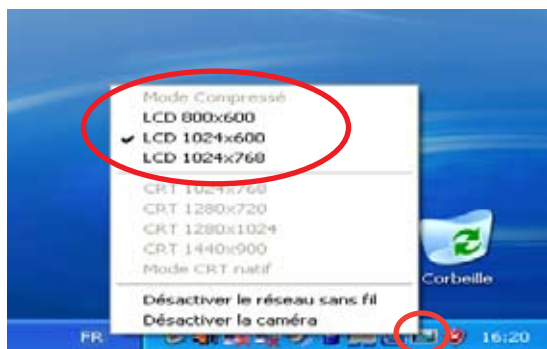 Mode Compressé
LCD 800x600
LCD 1024x600
LCD 1024x768
CRT 1024x768
CRT 1280x720
CRT 1280x1024
CRT 1440x900
Mode CRT natif
Corbeille
Désactiver le réseau sans fil
Désactiver la caméra
FR
16:20